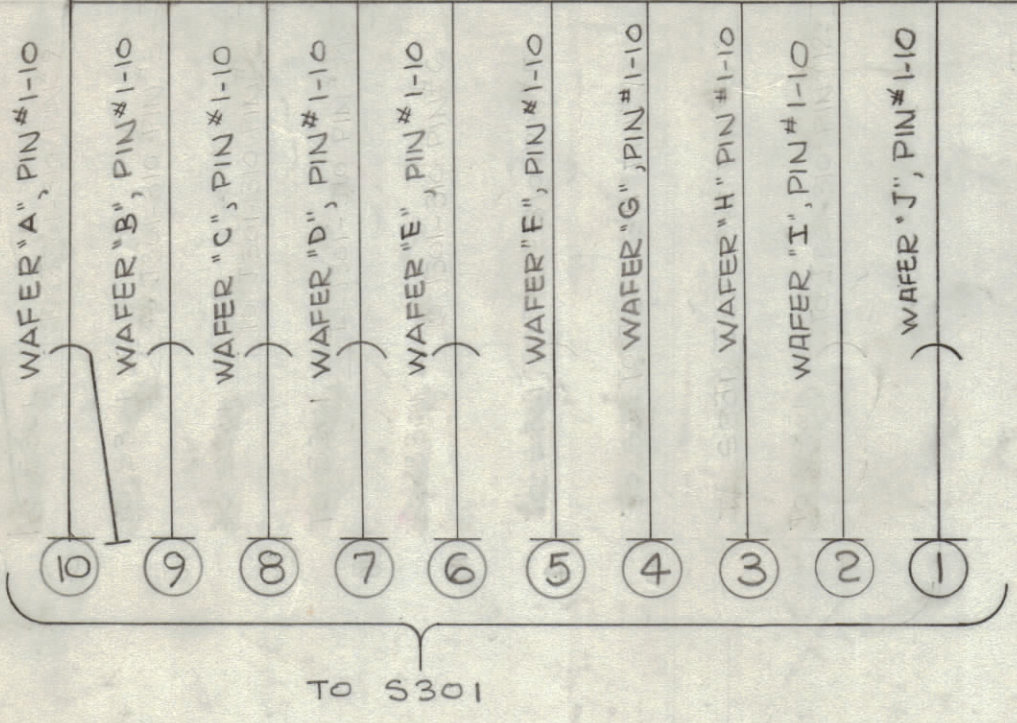 WAFER "A", PIN #1-10
WAFER "B", PIN #1-10
WAFER "C", PIN #1-10
WAFER "D", PIN #1-10
WAFER "E", PIN #1-10
WAFER "F", PIN #1-10
WAFER "G", PIN #1-10
WAFER "H" PIN #1-10
WAFER "I", PIN #1-10
WAFER "J", PIN #1-10
10 9 8 7 6 5 4 3 2 1
TO S301